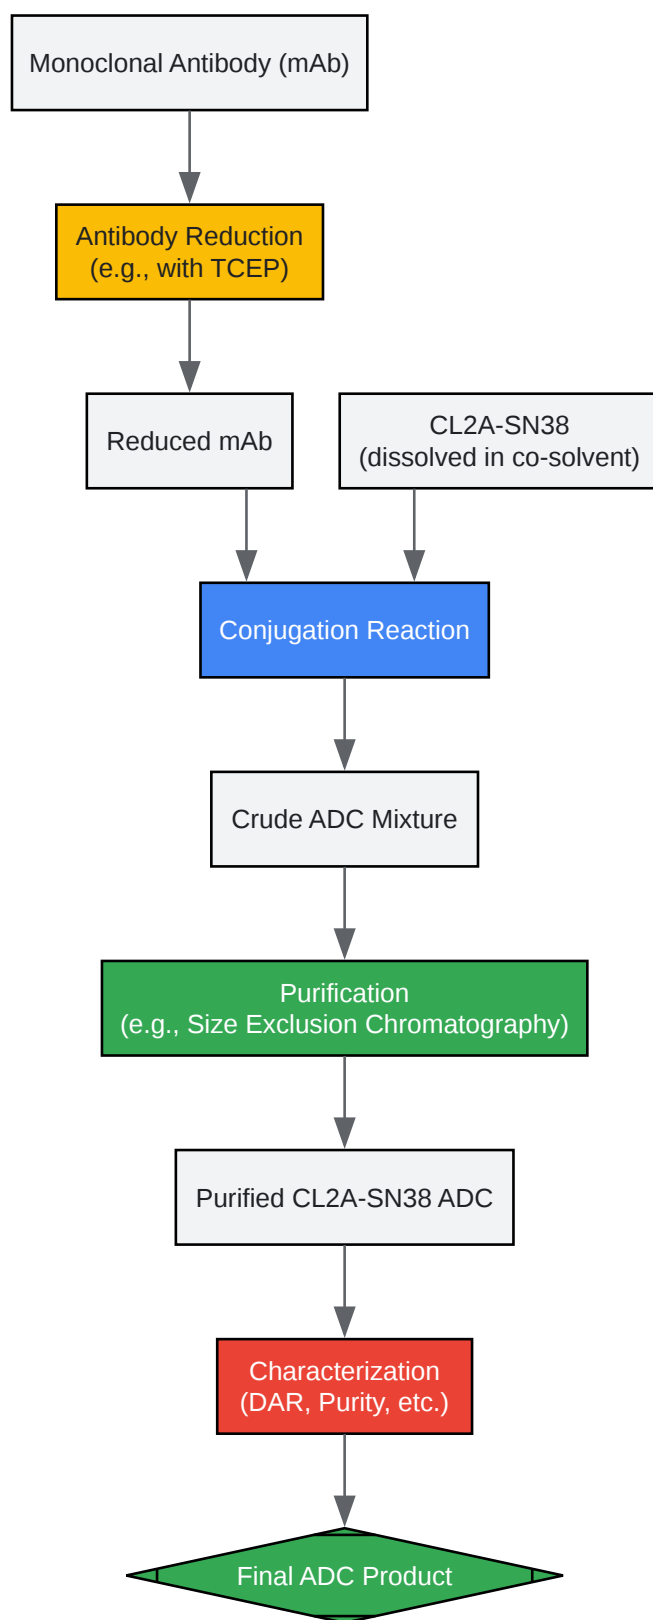 Monoclonal Antibody (mAb)
Antibody Reduction
(e.g., with TCEP)
Reduced mAb
CL2A-SN38
(dissolved in co-solvent)
Conjugation Reaction
Crude ADC Mixture
Purification
(e.g., Size Exclusion Chromatography)
Purified CL2A-SN38 ADC
Characterization
(DAR, Purity, etc.)
Final ADC Product